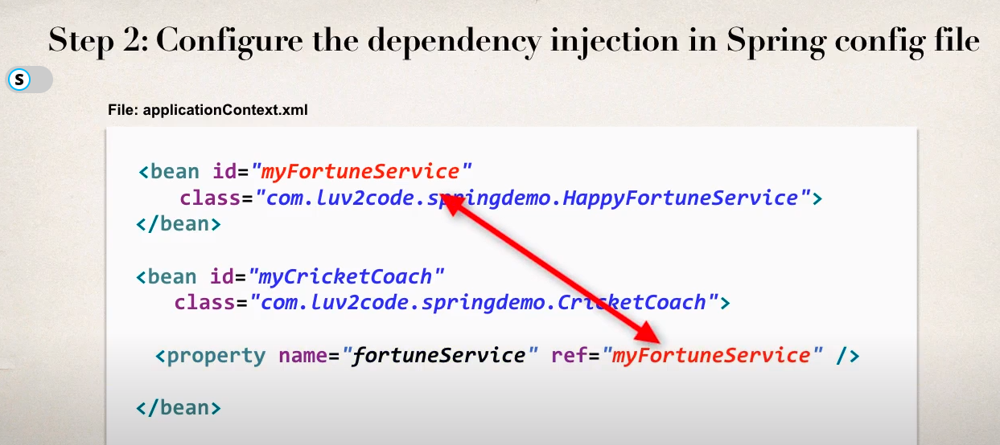 Step 2: Configure the dependency injection in Spring config file
S
File: applicationContext.xml
<bean id="myFortuneService"
class="com.luv2code.springdemo.HappyFortuneService">
</bean>
<bean id="myCricketCoach"
class="com.luv2code.springdemo.CricketCoach">
<property name="fortuneService" ref="myFortuneService" />
</bean>